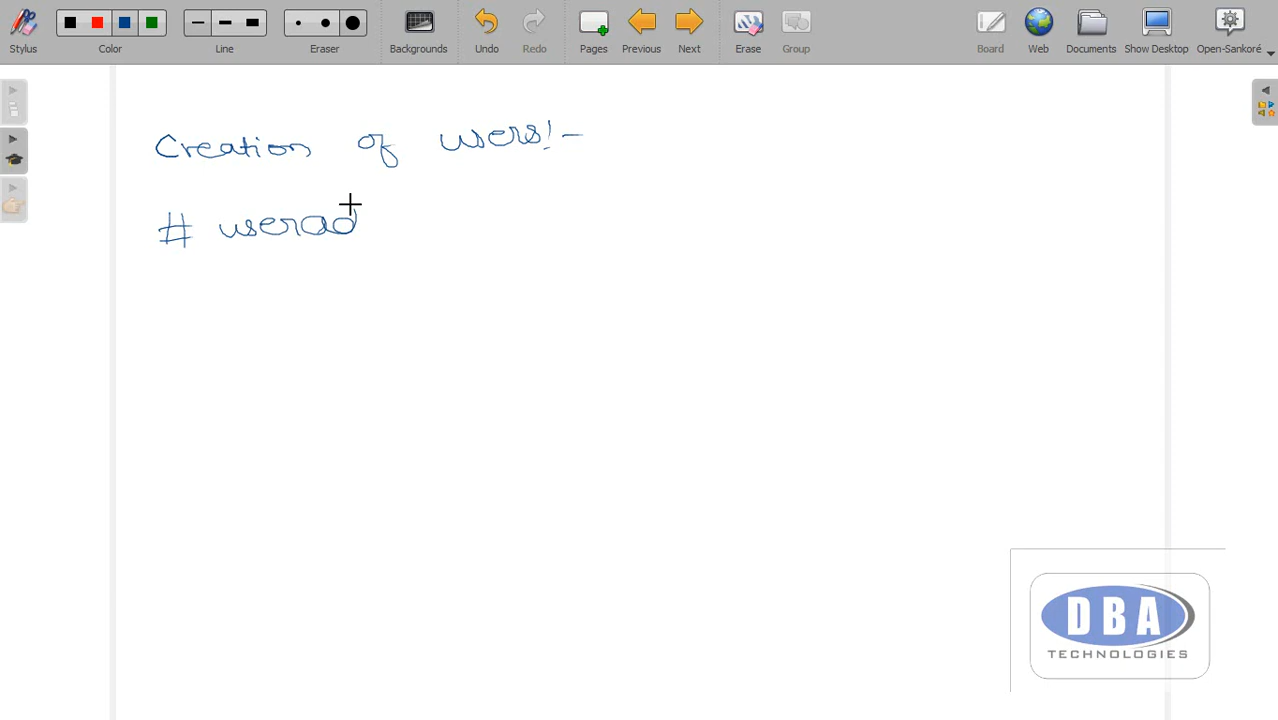 Stylus Color Line Eraser Backgrounds Undo Redo Pages Previous Next Erase Group Board Web Documents Show Desktop Open-Sankoré
Creation of users:-
# userad
DBA
TECHNOLOGIES